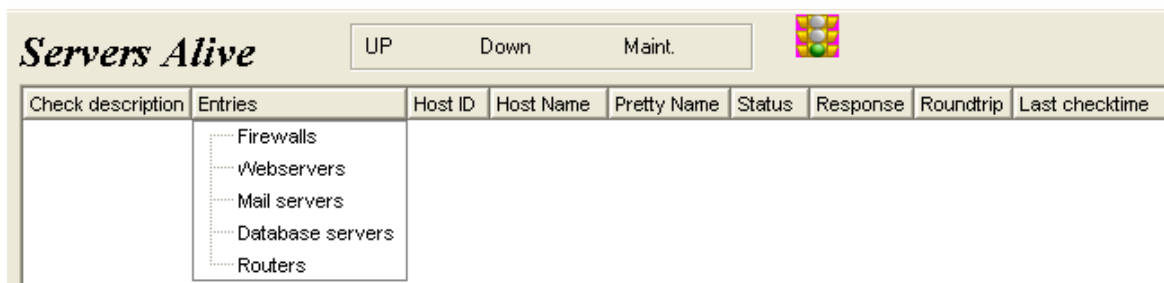 Servers Alive
UP Down Maint.
Check description Entries Host ID Host Name Pretty Name Status Response Roundtrip Last checktime
Firewalls
Webservers
Mail servers
Database servers
Routers